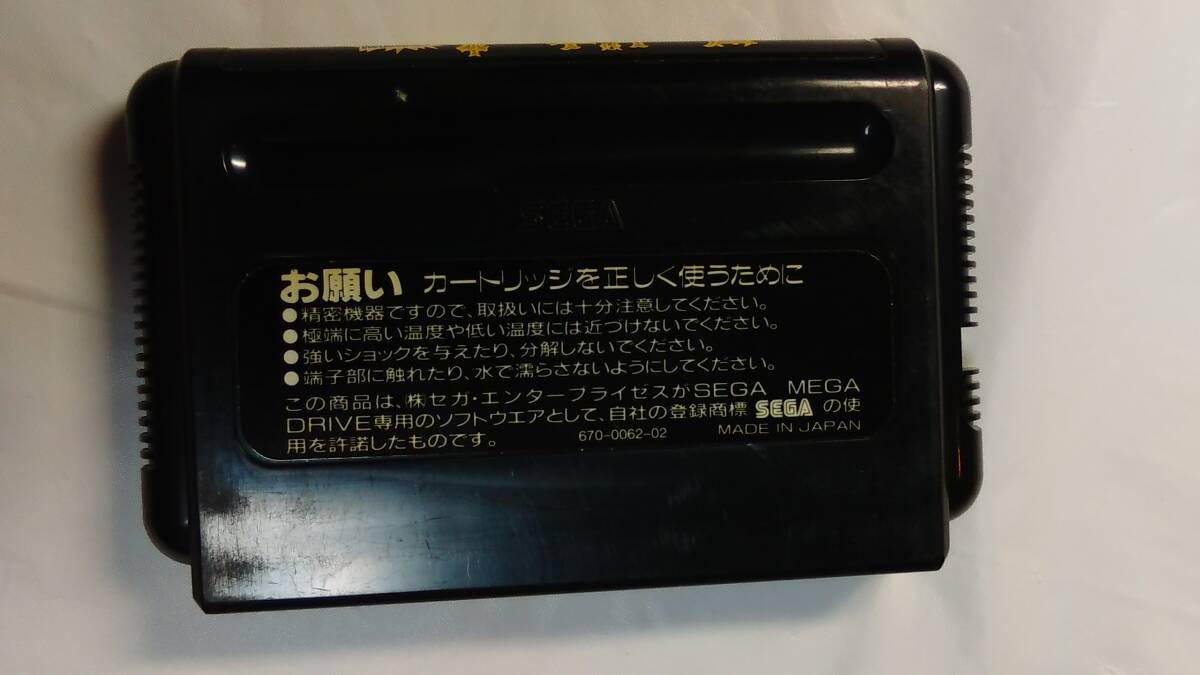 SEGA
お願い カートリッジを正しく使うために
●精密機器ですので、取扱いには十分注意してください。
●極端に高い温度や低い温度には近づけないでください。
●強いショックを与えたり、分解しないでください。
●端子部に触れたり、水で濡らさないようにしてください。
この商品は、㈱セガ・エンタープライゼスがSEGA MEGA
DRIVE専用のソフトウエアとして、自社の登録商標 SEGA の使
用を許諾したものです。 670-0062-02 MADE IN JAPAN